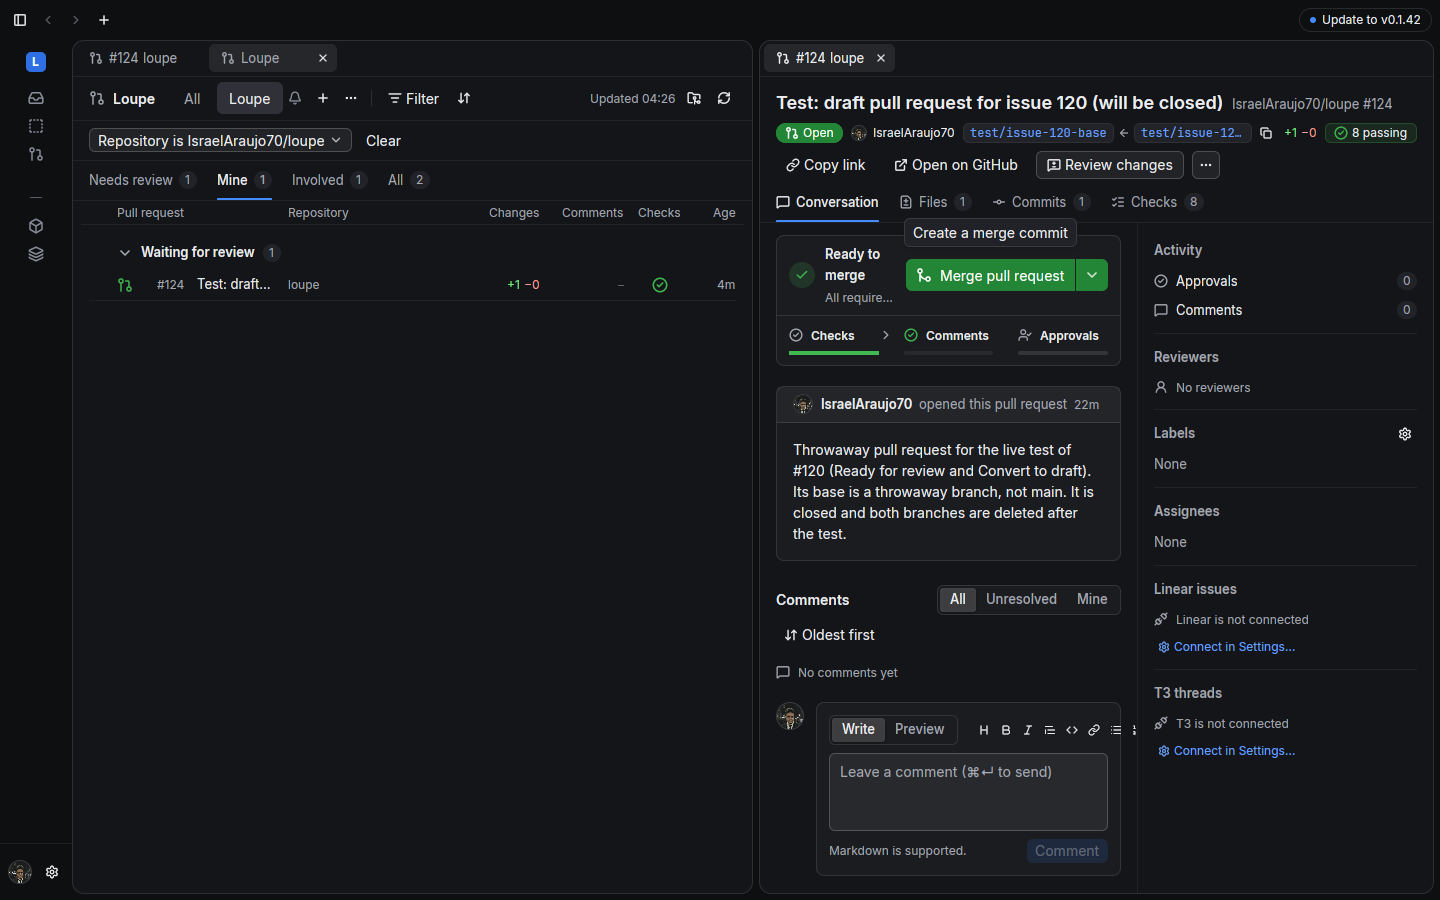 Update to v0.1.42
L
#124 loupe
Loupe
Loupe
All
Loupe
Filter
Updated 04:26
Repository is IsraelAraujo70/loupe
Clear
Needs review 1
Mine 1
Involved 1
All 2
Pull request
Repository
Changes
Comments
Checks
Age
Waiting for review 1
#124
Test: draft...
loupe
+1 −0
–
4m
#124 loupe
Test: draft pull request for issue 120 (will be closed) IsraelAraujo70/loupe #124
Open
IsraelAraujo70
test/issue-120-base
test/issue-12…
+1 −0
8 passing
Copy link
Open on GitHub
Review changes
Conversation
Files 1
Commits 1
Checks 8
Create a merge commit
Ready to
merge
All require...
Merge pull request
Checks
Comments
Approvals
IsraelAraujo70 opened this pull request 22m
Throwaway pull request for the live test of
#120 (Ready for review and Convert to draft).
Its base is a throwaway branch, not main. It is
closed and both branches are deleted after
the test.
Comments
All
Unresolved
Mine
Oldest first
No comments yet
Write
Preview
Leave a comment (⌘↵ to send)
Markdown is supported.
Comment
Activity
Approvals 0
Comments 0
Reviewers
No reviewers
Labels
None
Assignees
None
Linear issues
Linear is not connected
Connect in Settings...
T3 threads
T3 is not connected
Connect in Settings...